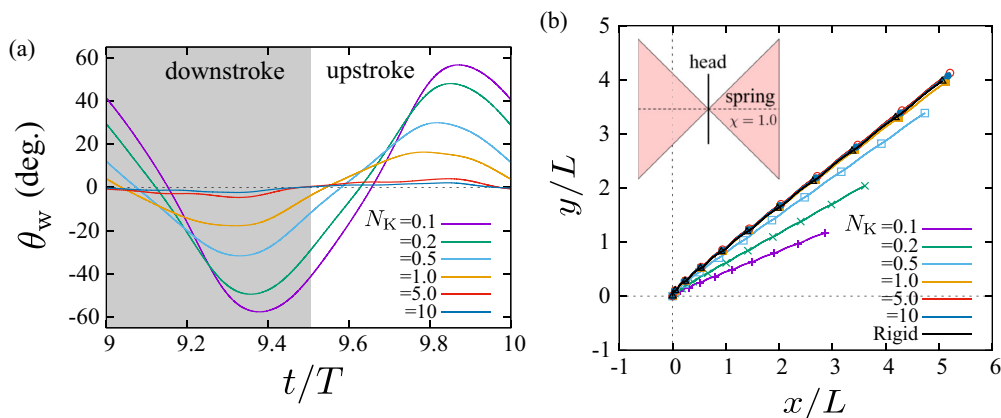 (a)
60
40
20
0
-20
-40
-60
θw (deg.)
downstroke
upstroke
NK =0.1
=0.2
=0.5
=1.0
=5.0
=10
9
9.2
9.4
9.6
9.8
10
t/T
(b)
5
4
3
2
1
0
-1
y/L
head
spring
χ = 1.0
NK =0.1
=0.2
=0.5
=1.0
=5.0
=10
Rigid
-1
0
1
2
3
4
5
6
x/L